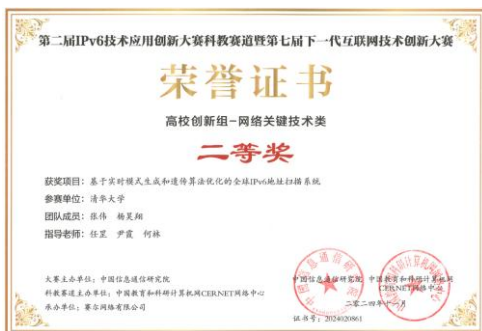 第二届IPv6技术应用创新大赛科教赛道暨第七届下一代互联网技术创新大赛
荣誉证书
高校创新组-网络关键技术类
二等奖
获奖项目：基于实时模式生成和遗传算法优化的全球IPv6地址扫描系统
参赛单位：清华大学
团队成员：张伟 杨昊翔
指导老师：任罡 尹霞 何林
大赛主办单位：中国信息通信研究院
科教赛道主办单位：中国教育和科研计算机网CERNET网络中心
承办单位：赛尔网络有限公司
中国信息通信研究院 中国教育和科研计算机网
CERNET网络中心
二零二四年十一月
证书号：2024020861